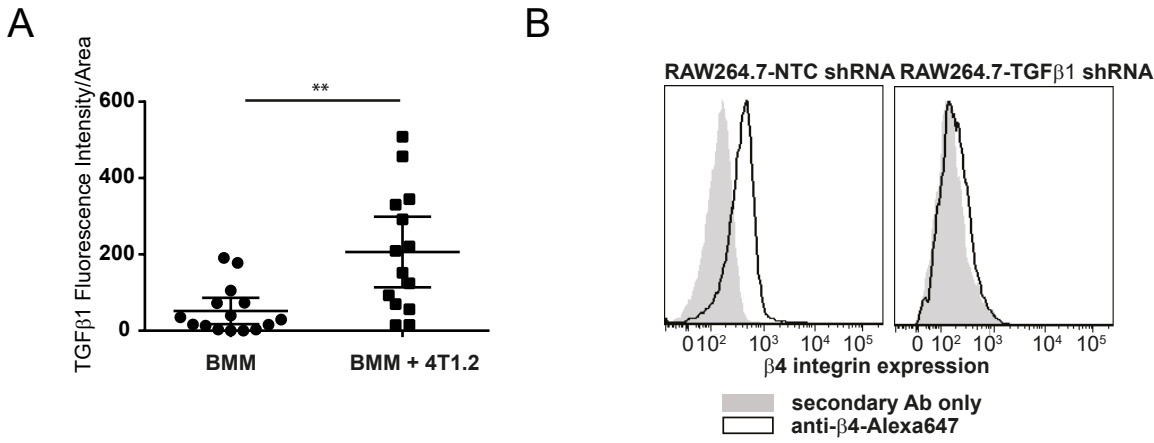 A
TGFβ1 Fluorescence Intensity/Area
600
400
200
0
**
BMM
BMM + 4T1.2
B
RAW264.7-NTC shRNA
RAW264.7-TGFβ1 shRNA
0 10² 10³ 10⁴ 10⁵
0 10² 10³ 10⁴ 10⁵
β4 integrin expression
secondary Ab only
anti-β4-Alexa647